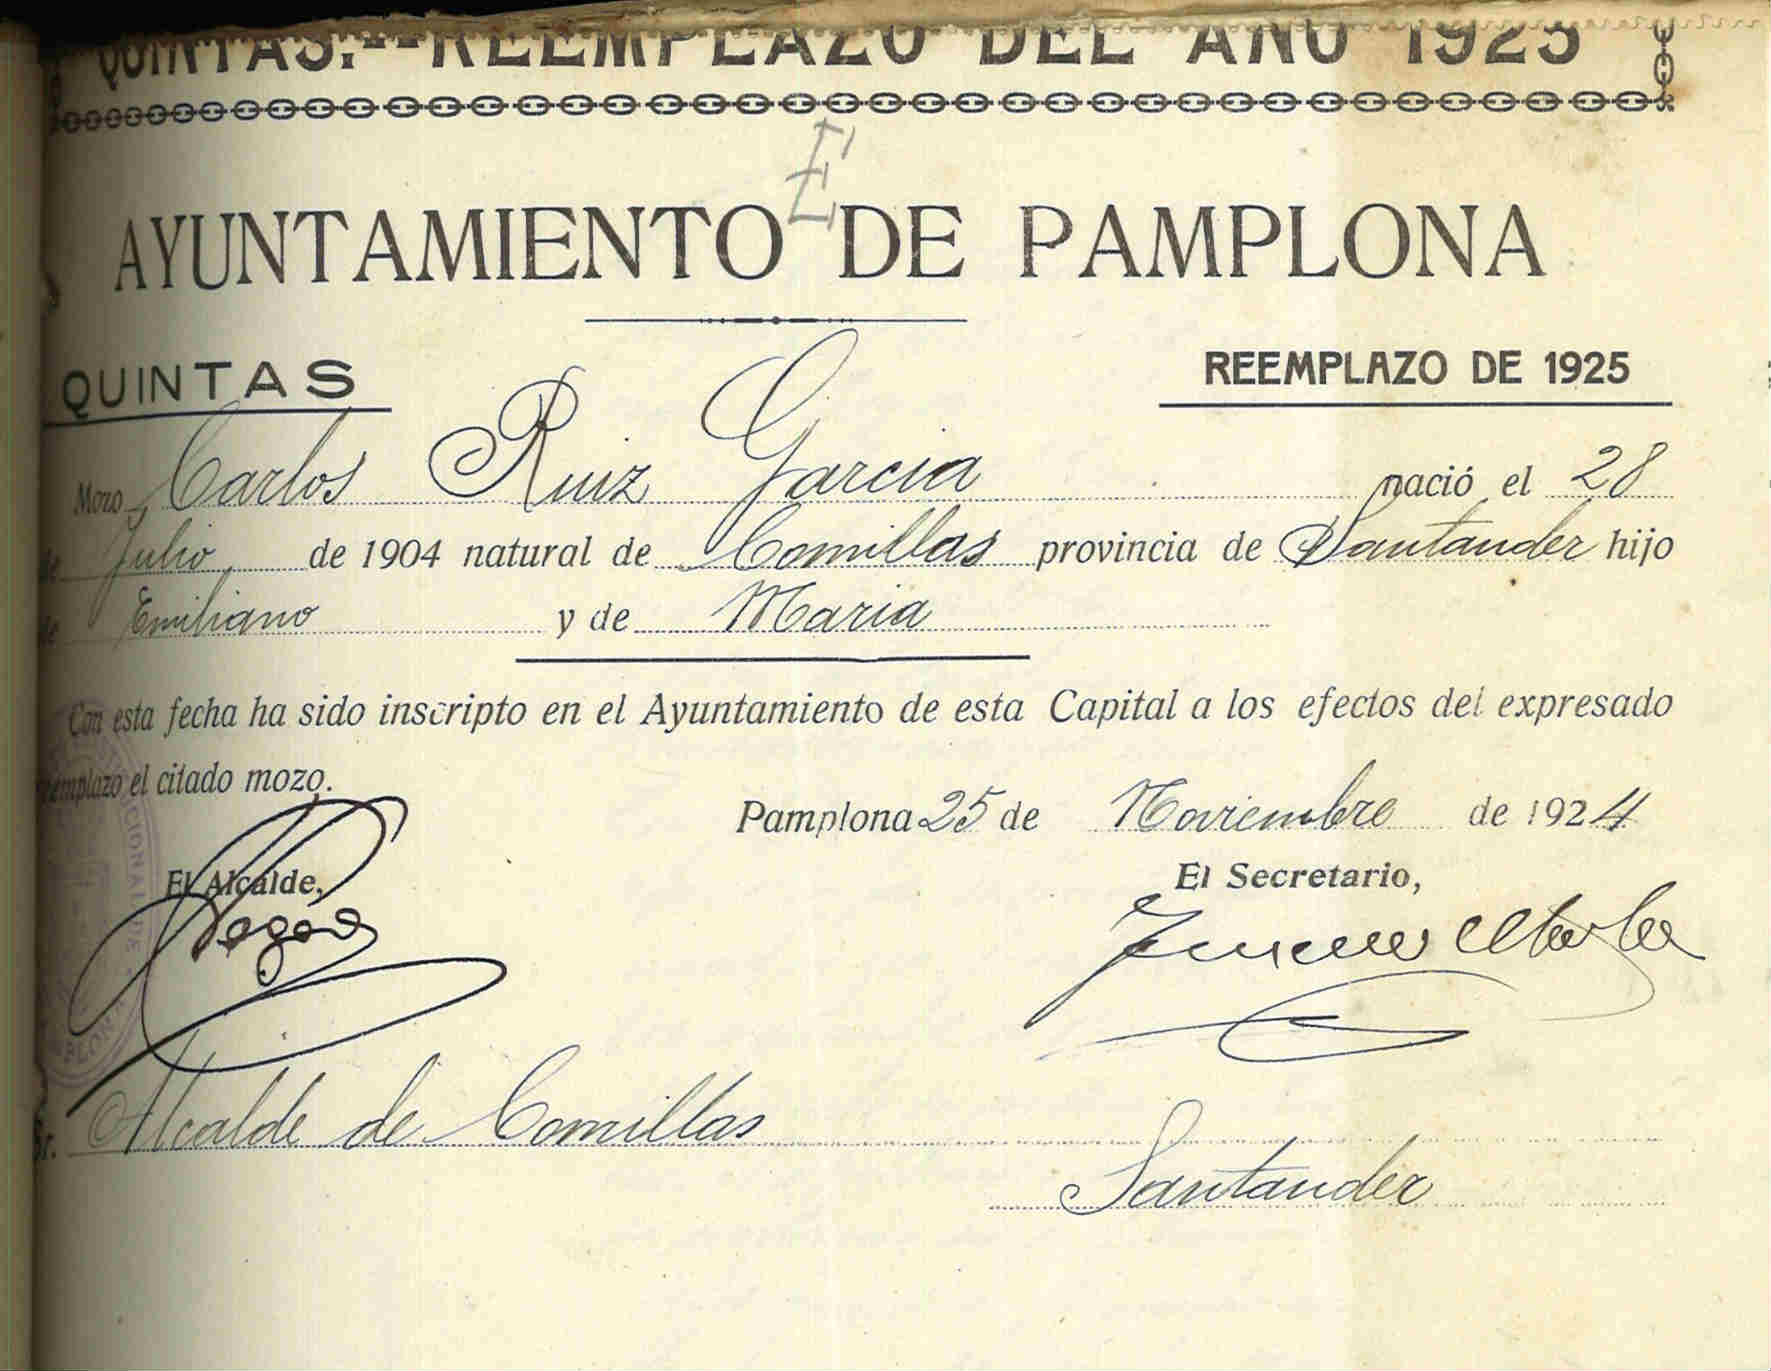 QUINTAS.--REEMPLAZO DEL AÑO 1925
E
AYUNTAMIENTO DE PAMPLONA
QUINTAS
REEMPLAZO DE 1925
Mozo Carlos Ruiz Garcia nació el 28
de Julio de 1904 natural de Comillas provincia de Santander hijo
de Emiliano y de Maria
Con esta fecha ha sido inscripto en el Ayuntamiento de esta Capital a los efectos del expresado
reemplazo el citado mozo.
Pamplona 25 de Noviembre de 1924
El Alcalde,
El Secretario,
Sr. Alcalde de Comillas
Santander